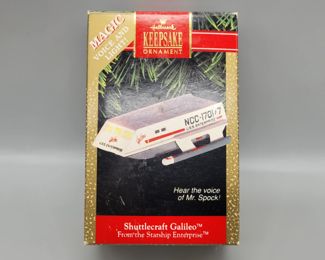 Hallmark
KEEPSAKE
ORNAMENT
MAGIC
VOICE AND
LIGHT!
NCC-1701/7
U.S.S. ENTERPRISE
Hear the voice
of Mr. Spock!
Shuttlecraft Galileo™
From the Starship Enterprise™